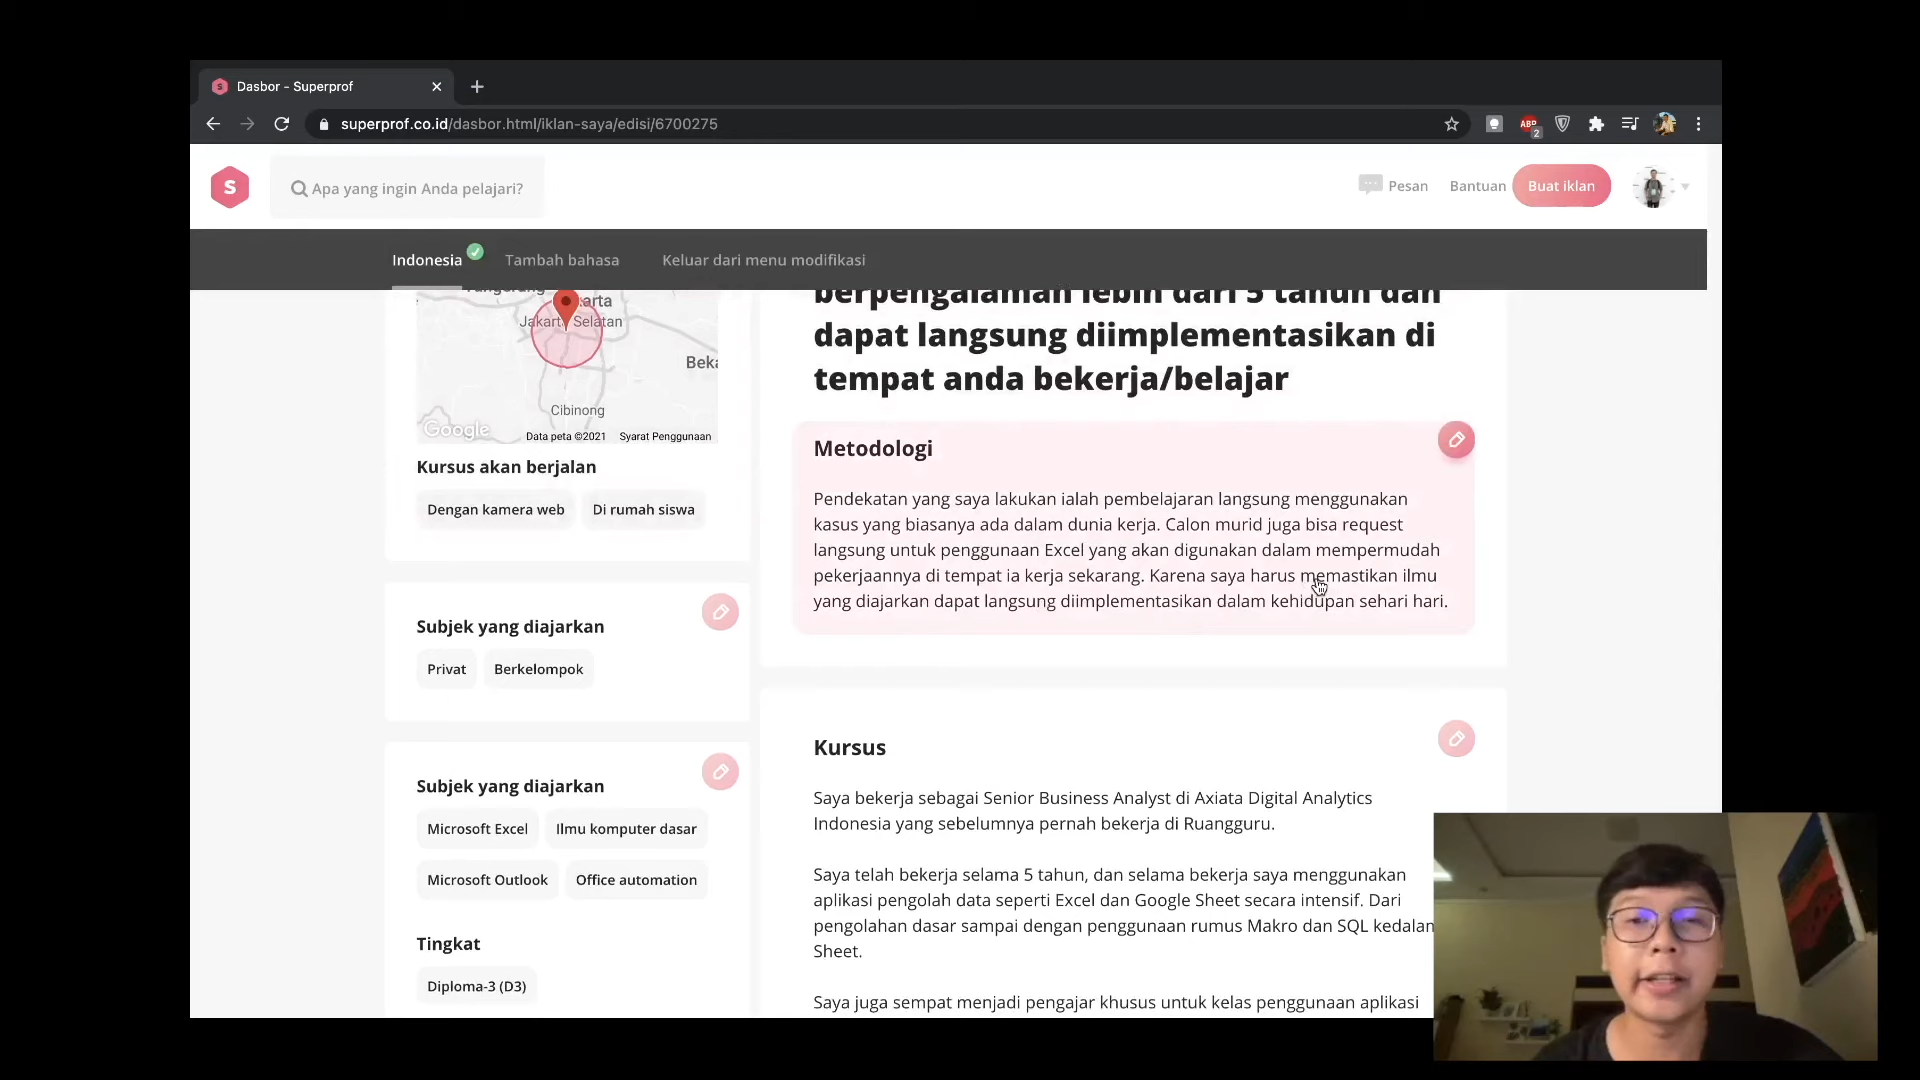 Dasbor - Superprof
superprof.co.id/dasbor.html/iklan-saya/edisi/6700275
ABP
2
S
Apa yang ingin Anda pelajari?
Pesan
Bantuan
Buat iklan
Indonesia
Tambah bahasa
Keluar dari menu modifikasi
Jakarta Selatan
Cibinong
Google
Data peta ©2021
Syarat Penggunaan
Kursus akan berjalan
Dengan kamera web
Di rumah siswa
Subjek yang diajarkan
Privat
Berkelompok
Subjek yang diajarkan
Microsoft Excel
Ilmu komputer dasar
Microsoft Outlook
Office automation
Tingkat
Diploma-3 (D3)
berpengalaman lebih dari 5 tahun dan
dapat langsung diimplementasikan di
tempat anda bekerja/belajar
Metodologi
Pendekatan yang saya lakukan ialah pembelajaran langsung menggunakan
kasus yang biasanya ada dalam dunia kerja. Calon murid juga bisa request
langsung untuk penggunaan Excel yang akan digunakan dalam mempermudah
pekerjaannya di tempat ia kerja sekarang. Karena saya harus memastikan ilmu
yang diajarkan dapat langsung diimplementasikan dalam kehidupan sehari hari.
Kursus
Saya bekerja sebagai Senior Business Analyst di Axiata Digital Analytics
Indonesia yang sebelumnya pernah bekerja di Ruangguru.
Saya telah bekerja selama 5 tahun, dan selama bekerja saya menggunakan
aplikasi pengolah data seperti Excel dan Google Sheet secara intensif. Dari
pengolahan dasar sampai dengan penggunaan rumus Makro dan SQL kedalam
Sheet.
Saya juga sempat menjadi pengajar khusus untuk kelas penggunaan aplikasi